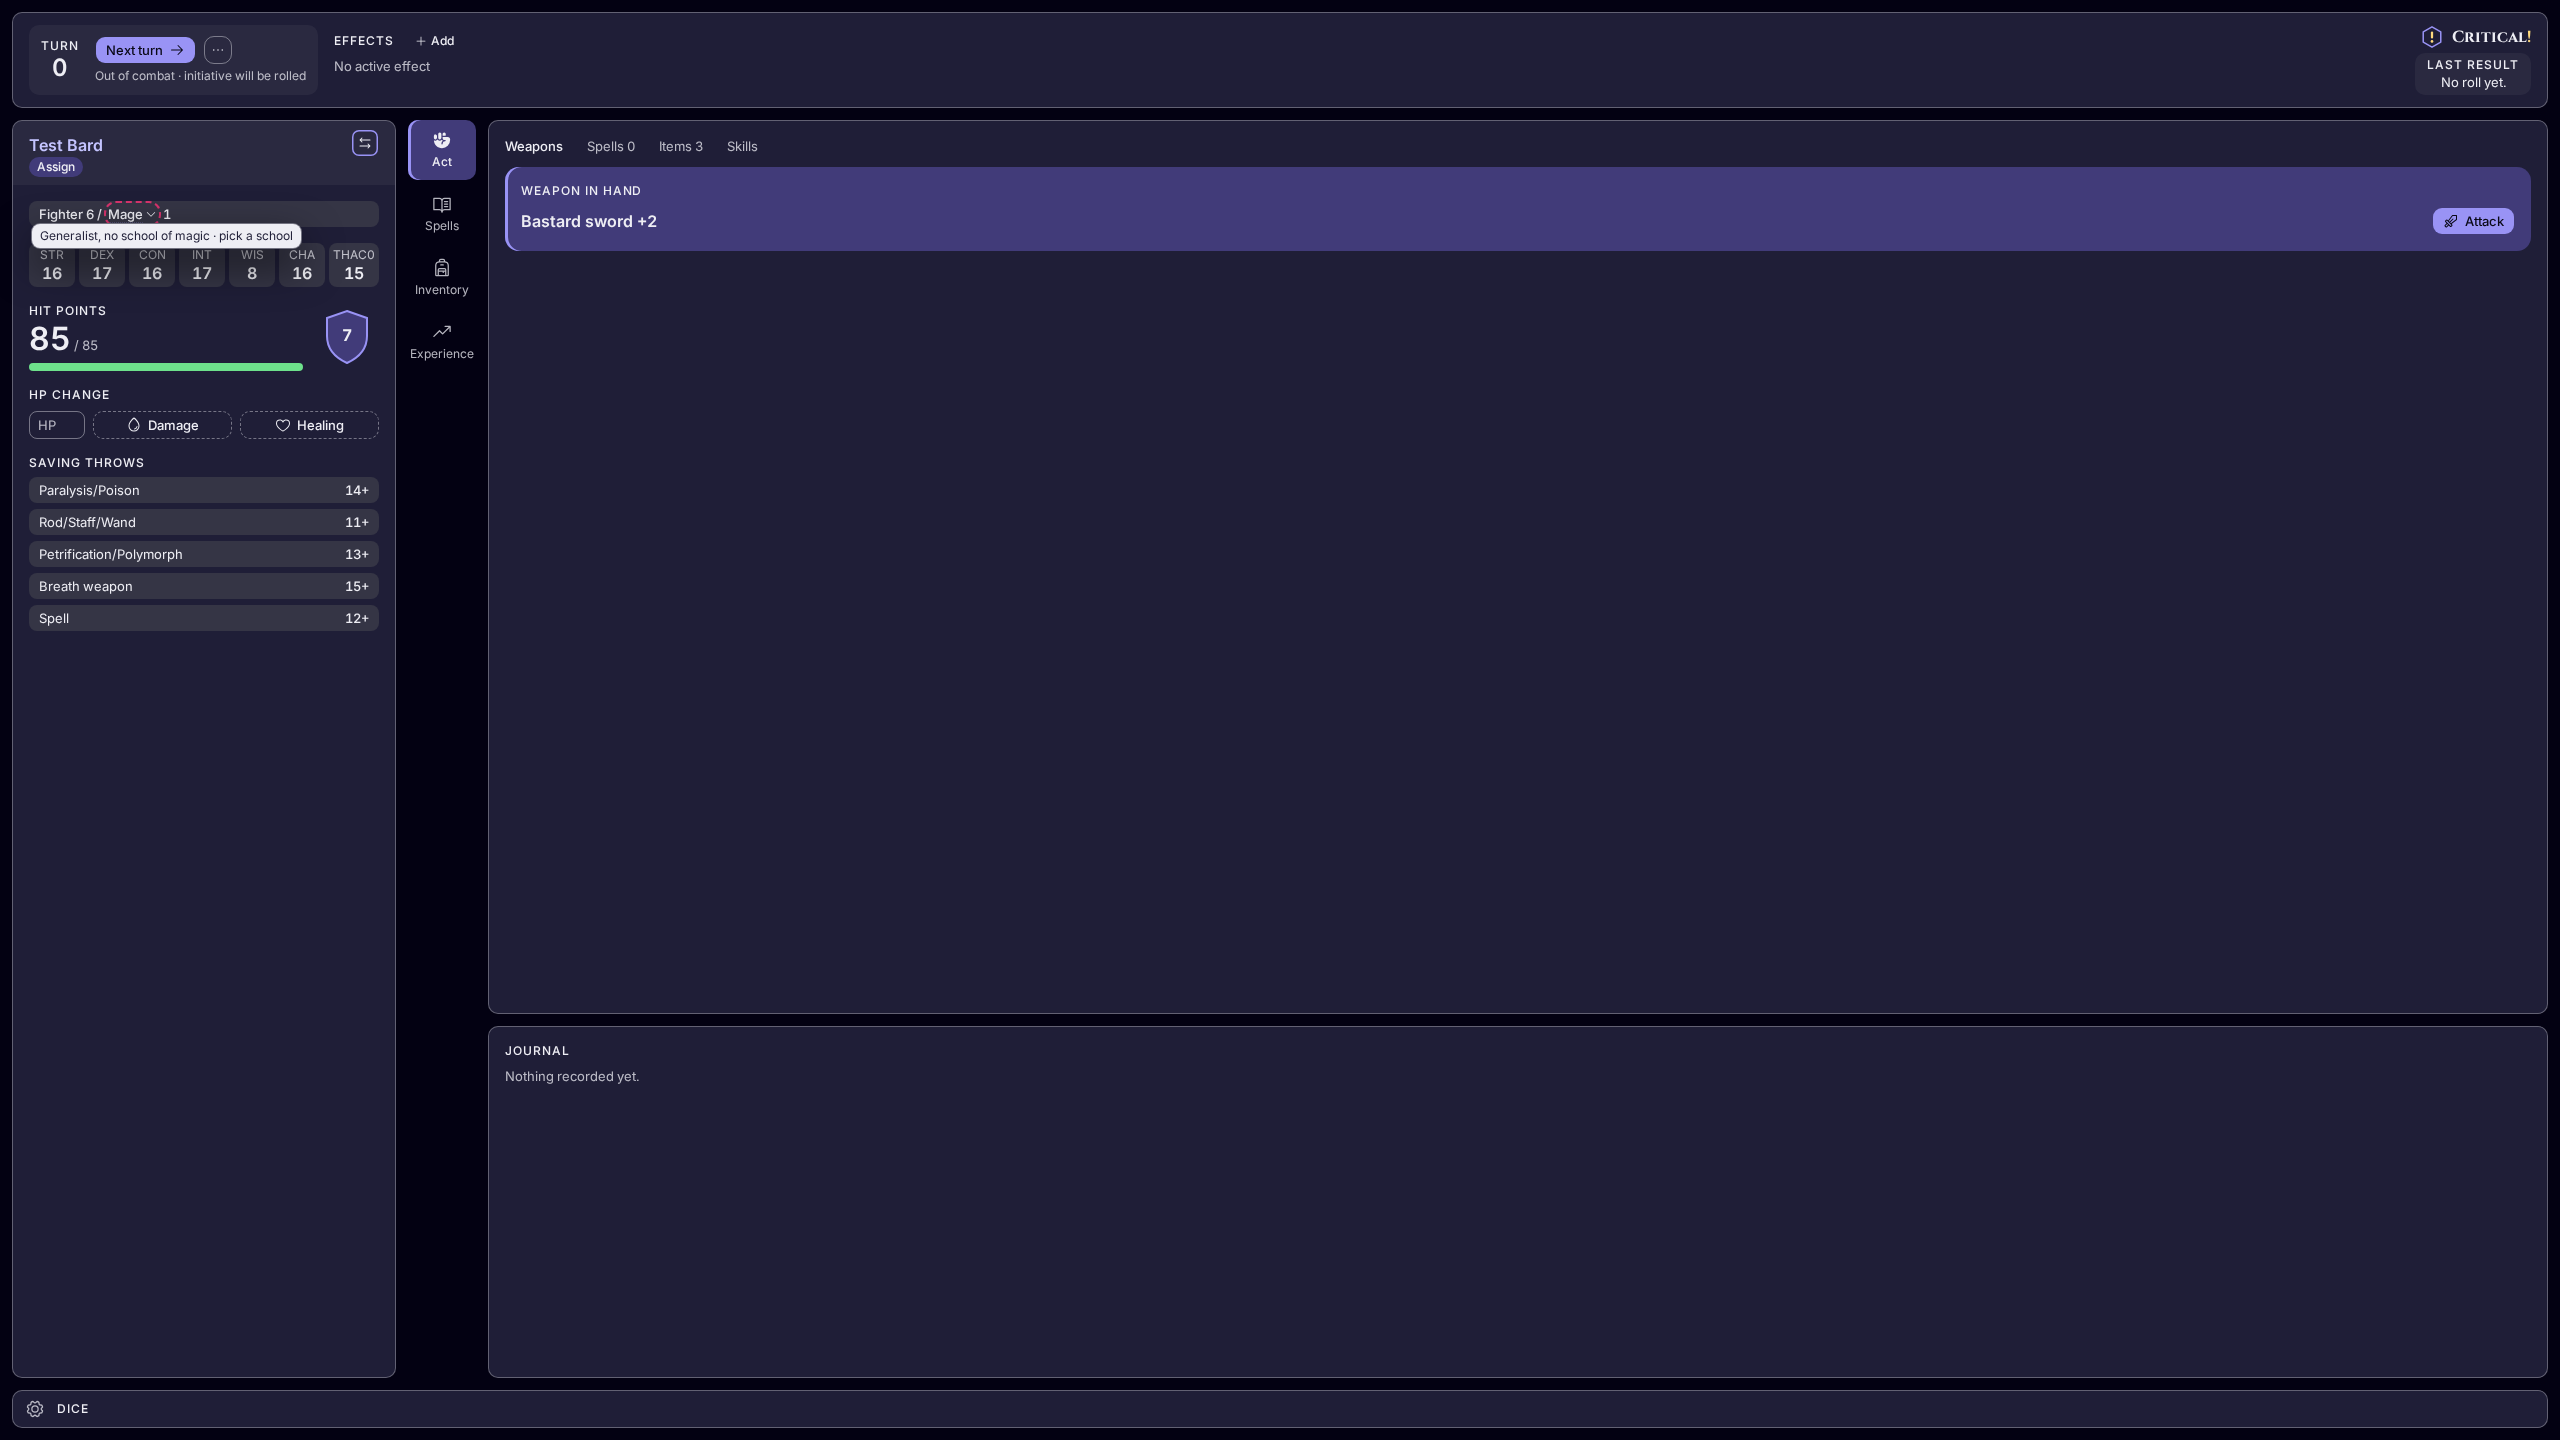 TURN
0
Next turn
Out of combat · initiative will be rolled
EFFECTS
Add
No active effect
CRITICAL!
LAST RESULT
No roll yet.
Test Bard
Assign
Fighter 6 / Mage 1
Generalist, no school of magic · pick a school
STR DEX CON INT WIS CHA THAC0
16 17 16 17 8 16 15
HIT POINTS
85 / 85
7
HP CHANGE
HP
Damage
Healing
SAVING THROWS
Paralysis/Poison 14+
Rod/Staff/Wand 11+
Petrification/Polymorph 13+
Breath weapon 15+
Spell 12+
Act
Spells
Inventory
Experience
Weapons Spells 0 Items 3 Skills
WEAPON IN HAND
Bastard sword +2
Attack
JOURNAL
Nothing recorded yet.
DICE